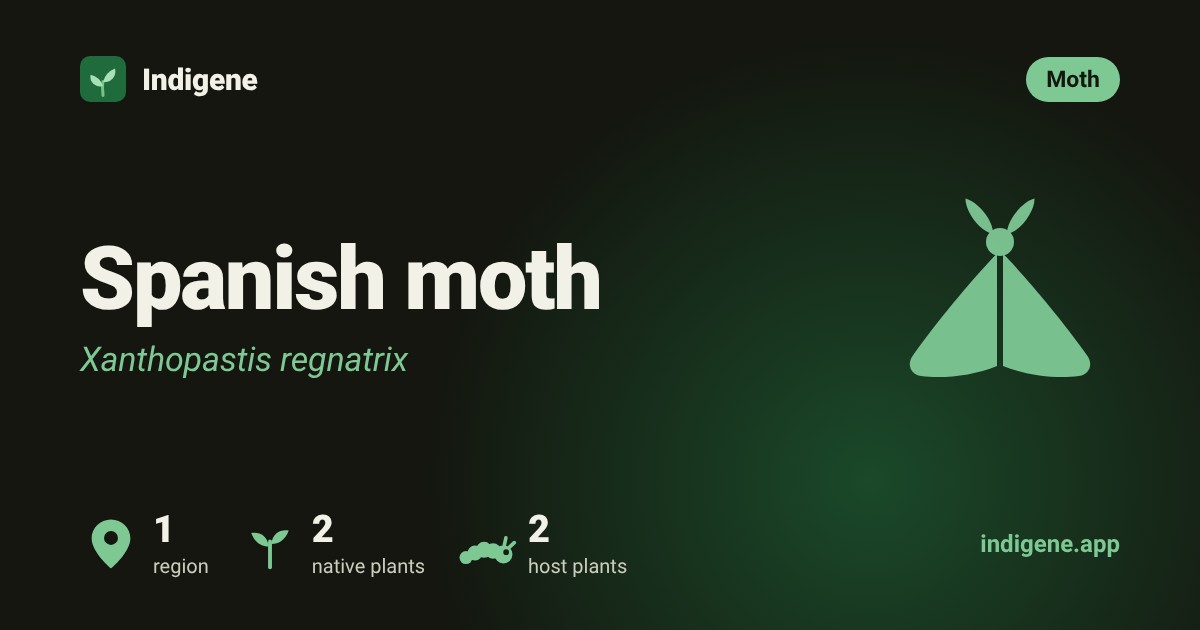 Indigene
Moth
Spanish moth
Xanthopastis regnatrix
1
region
2
native plants
2
host plants
indigene.app